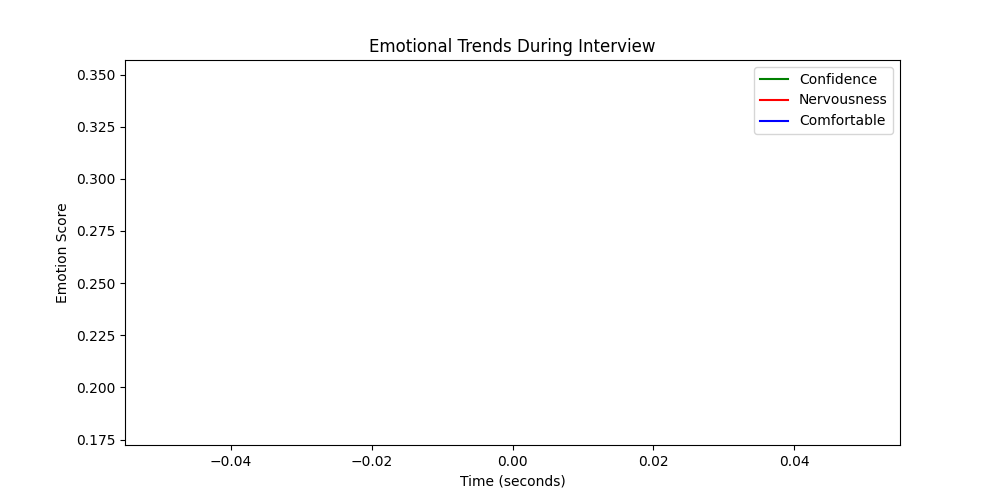 Emotional Trends During Interview
Confidence
Nervousness
Comfortable
Emotion Score
0.350
0.325
0.300
0.275
0.250
0.225
0.200
0.175
−0.04 −0.02 0.00 0.02 0.04
Time (seconds)